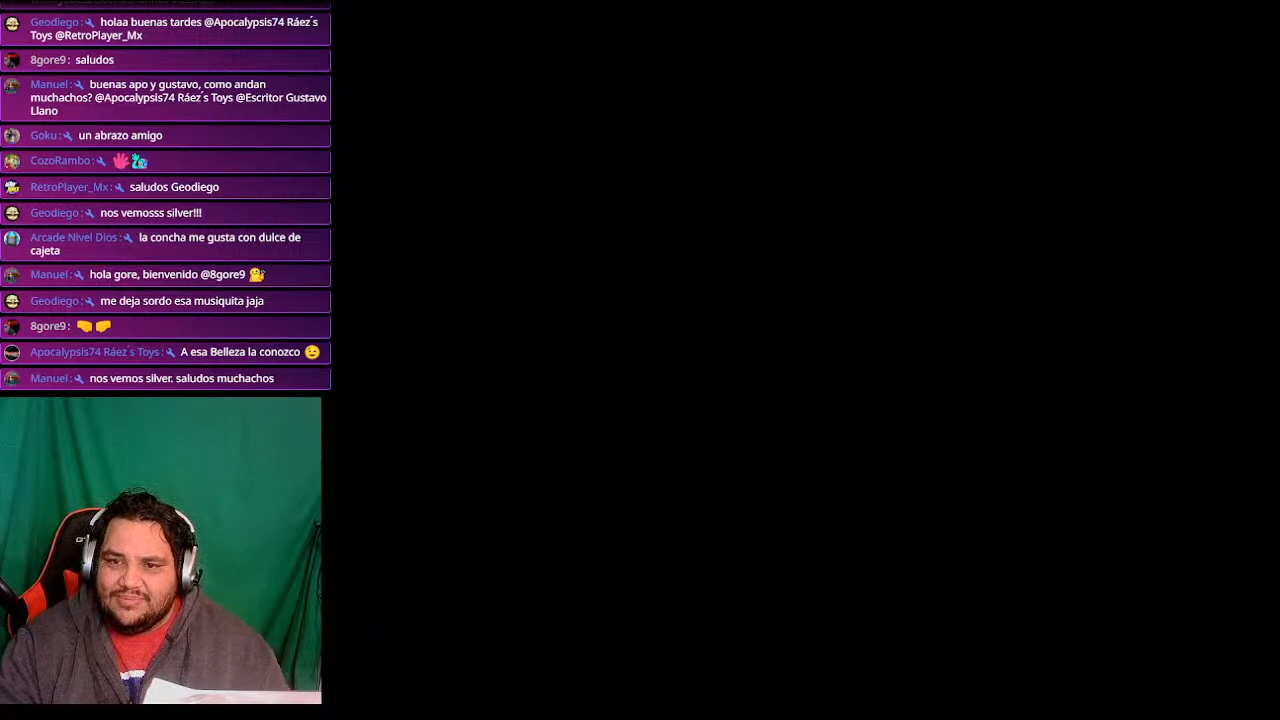 Geodiego: holaa buenas tardes @Apocalypsis74 Ráez´s
Toys @RetroPlayer_Mx
8gore9: saludos
Manuel: buenas apo y gustavo, como andan
muchachos? @Apocalypsis74 Ráez´s Toys @Escritor Gustavo
Llano
Goku: un abrazo amigo
CozoRambo:
RetroPlayer_Mx: saludos Geodiego
Geodiego: nos vemosss silver!!!
Arcade Nivel Dios: la concha me gusta con dulce de
cajeta
Manuel: hola gore, bienvenido @8gore9
Geodiego: me deja sordo esa musiquita jaja
8gore9:
Apocalypsis74 Ráez´s Toys: A esa Belleza la conozco 😉
Manuel: nos vemos silver. saludos muchachos